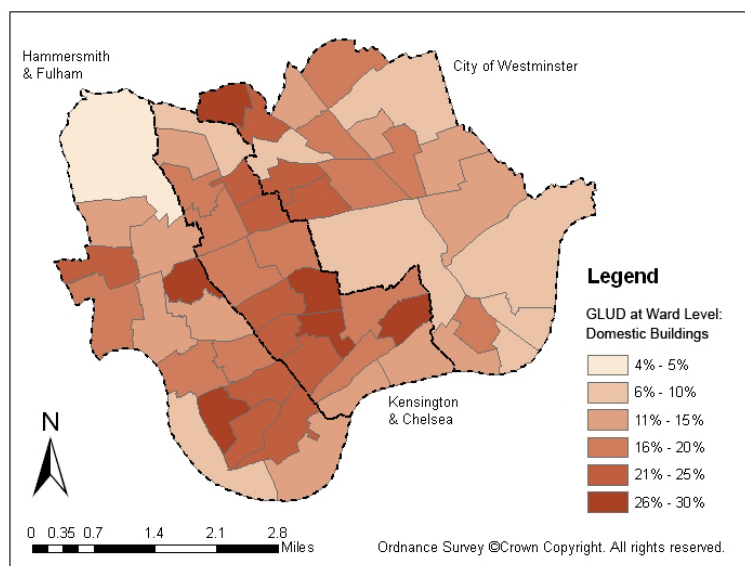 Hammersmith
& Fulham
City of Westminster
Legend
GLUD at Ward Level:
Domestic Buildings
4% - 5%
6% - 10%
11% - 15%
16% - 20%
21% - 25%
26% - 30%
Kensington
& Chelsea
N
0 0.35 0.7 1.4 2.1 2.8
Miles
Ordnance Survey ©Crown Copyright. All rights reserved.